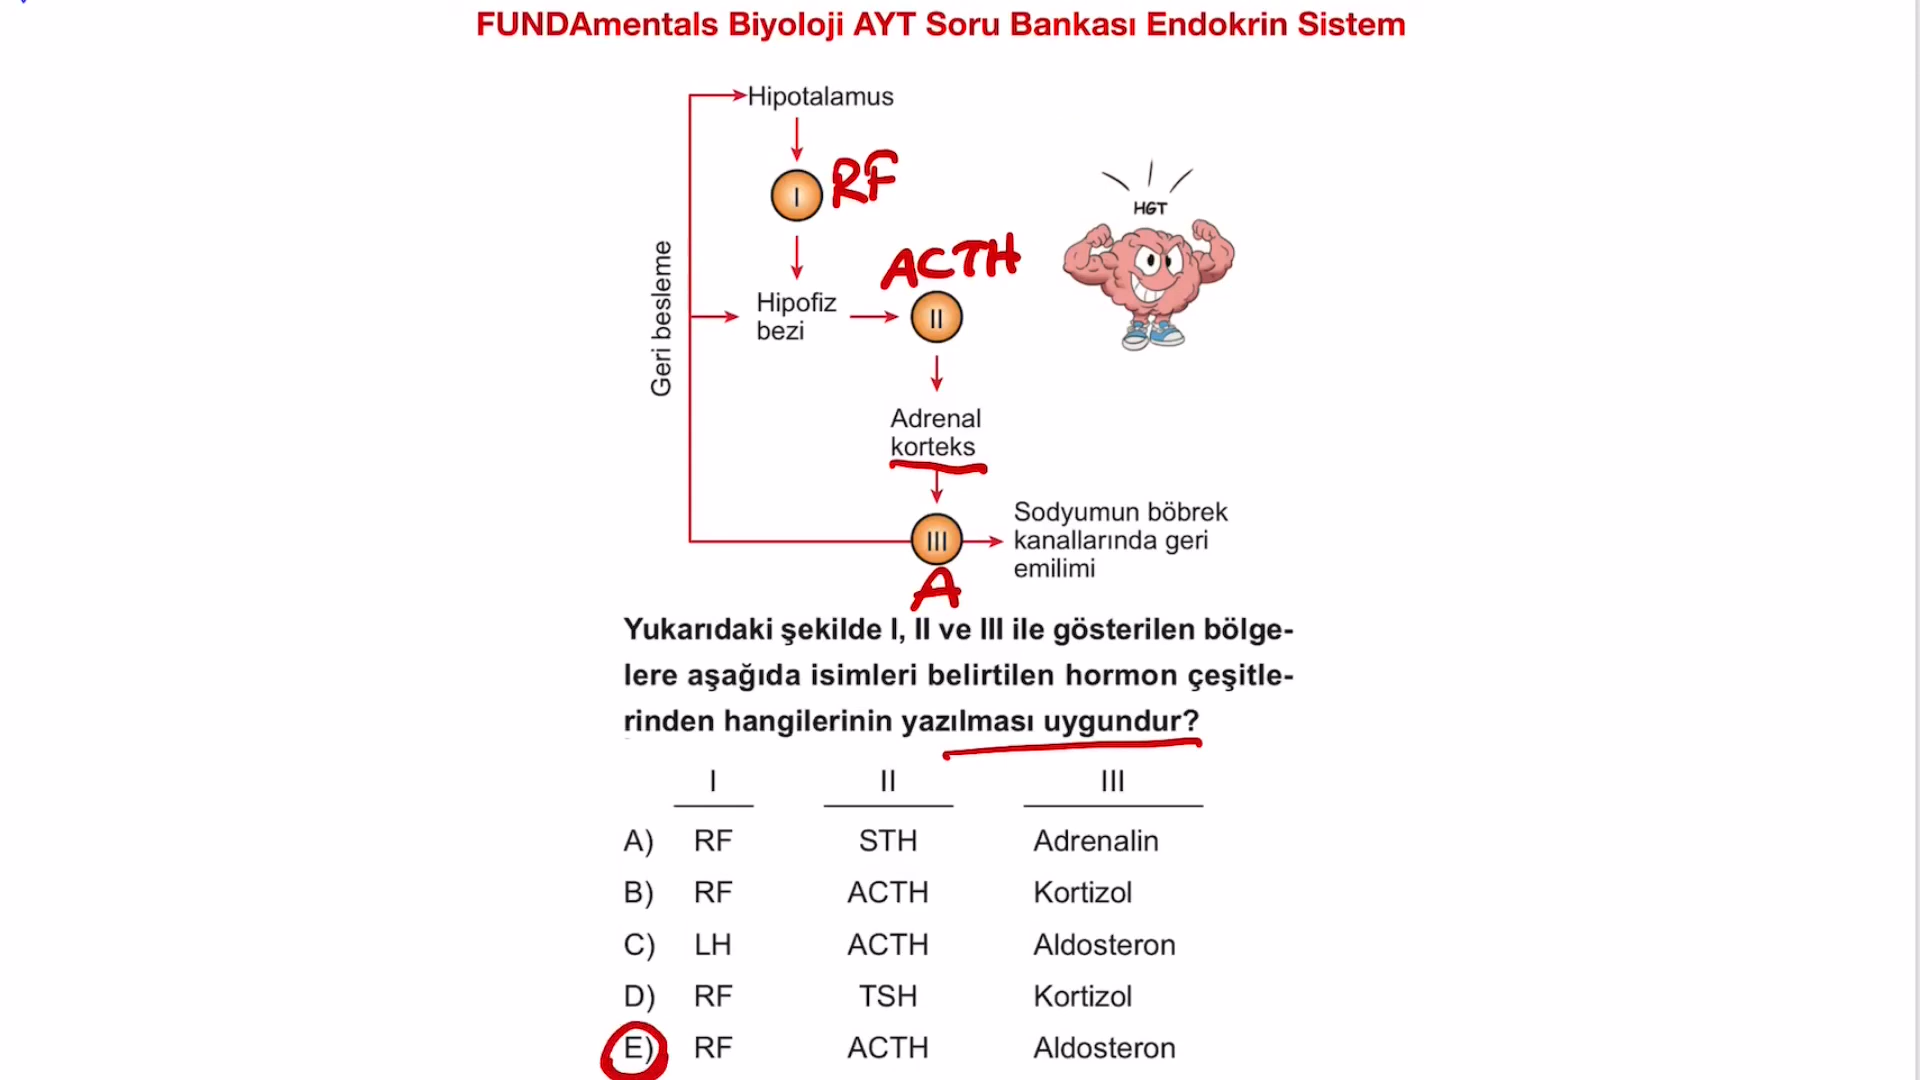 FUNDAmentals Biyoloji AYT Soru Bankası Endokrin Sistem
Hipotalamus
I RF
ACTH
Geri besleme
Hipofiz
bezi
II
Adrenal
korteks
III
A
Sodyumun böbrek
kanallarında geri
emilimi
HGT
Yukarıdaki şekilde I, II ve III ile gösterilen bölge-
lere aşağıda isimleri belirtilen hormon çeşitle-
rinden hangilerinin yazılması uygundur?
I II III
A) RF STH Adrenalin
B) RF ACTH Kortizol
C) LH ACTH Aldosteron
D) RF TSH Kortizol
E) RF ACTH Aldosteron